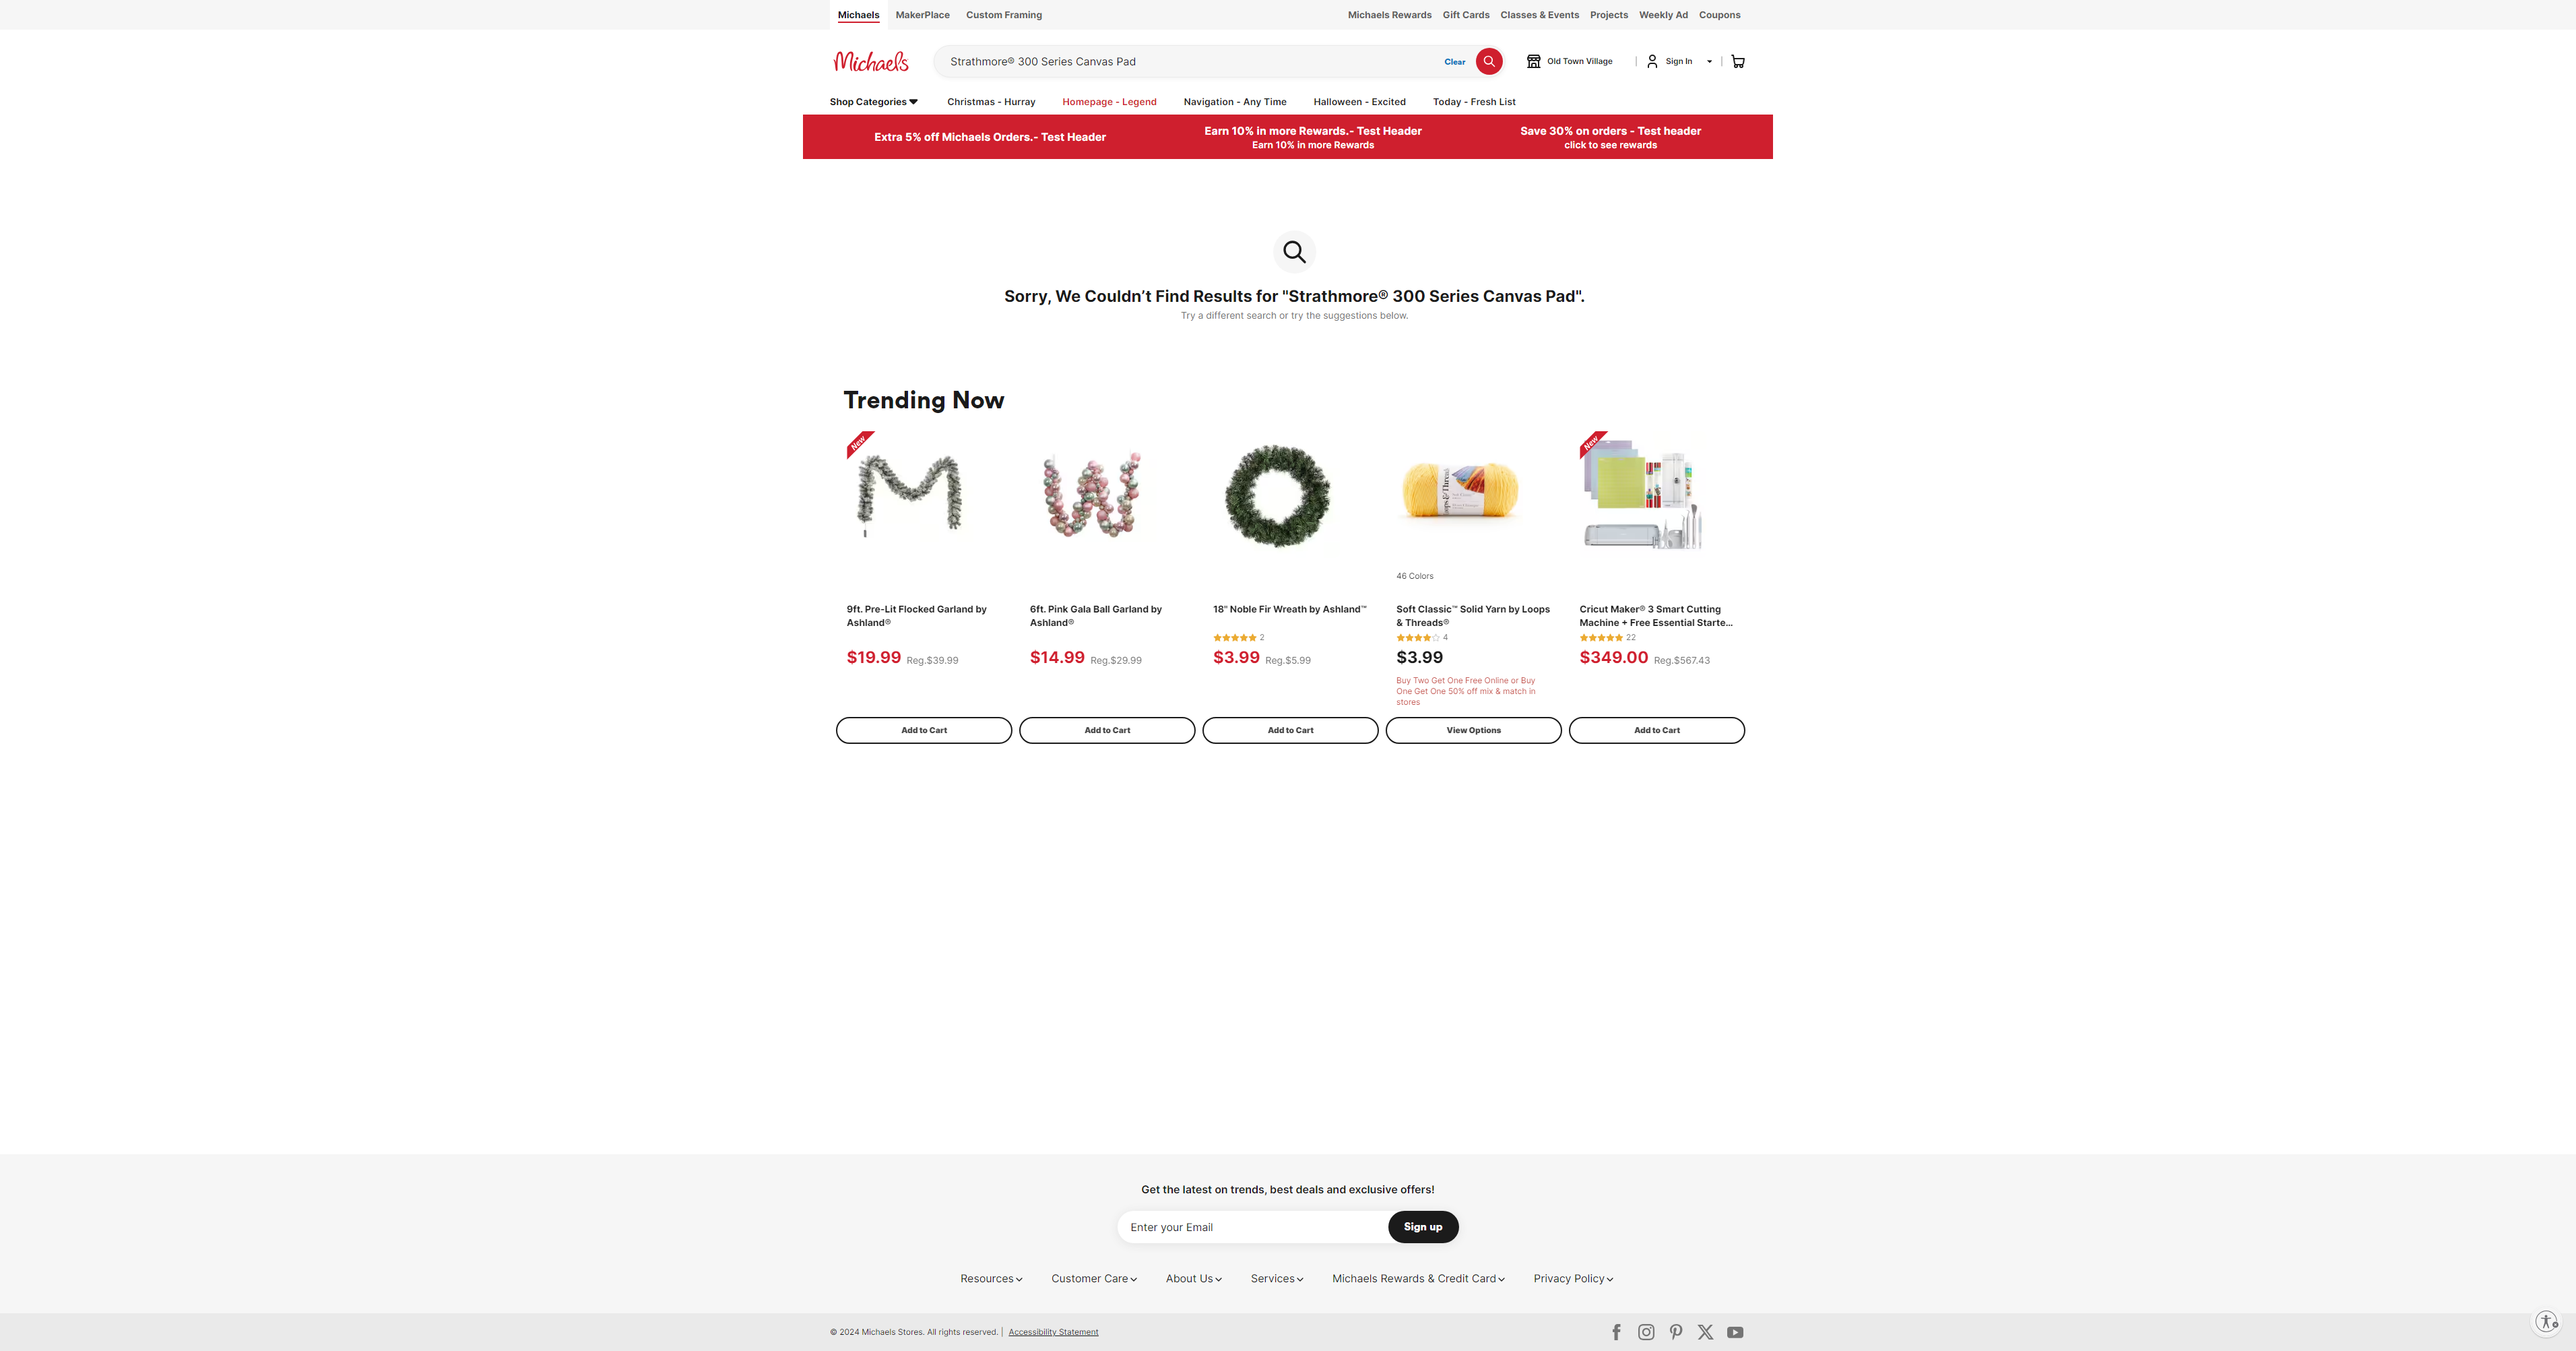 Michaels
MakerPlace
Custom Framing
Michaels Rewards
Gift Cards
Classes & Events
Projects
Weekly Ad
Coupons
Michaels
Strathmore® 300 Series Canvas Pad
Clear
Old Town Village
Sign In
Shop Categories
Christmas - Hurray
Homepage - Legend
Navigation - Any Time
Halloween - Excited
Today - Fresh List
Extra 5% off Michaels Orders.- Test Header
Earn 10% in more Rewards.- Test Header
Earn 10% in more Rewards
Save 30% on orders - Test header
click to see rewards
Sorry, We Couldn’t Find Results for "Strathmore® 300 Series Canvas Pad".
Try a different search or try the suggestions below.
Trending Now
New
9ft. Pre-Lit Flocked Garland by
Ashland®
$19.99 Reg.$39.99
Add to Cart
6ft. Pink Gala Ball Garland by
Ashland®
$14.99 Reg.$29.99
Add to Cart
18" Noble Fir Wreath by Ashland™
2
$3.99 Reg.$5.99
Add to Cart
46 Colors
Soft Classic™ Solid Yarn by Loops
& Threads®
4
$3.99
Buy Two Get One Free Online or Buy
One Get One 50% off mix & match in
stores
View Options
New
Cricut Maker® 3 Smart Cutting
Machine + Free Essential Starte...
22
$349.00 Reg.$567.43
Add to Cart
Get the latest on trends, best deals and exclusive offers!
Enter your Email
Sign up
Resources
Customer Care
About Us
Services
Michaels Rewards & Credit Card
Privacy Policy
© 2024 Michaels Stores. All rights reserved. | Accessibility Statement